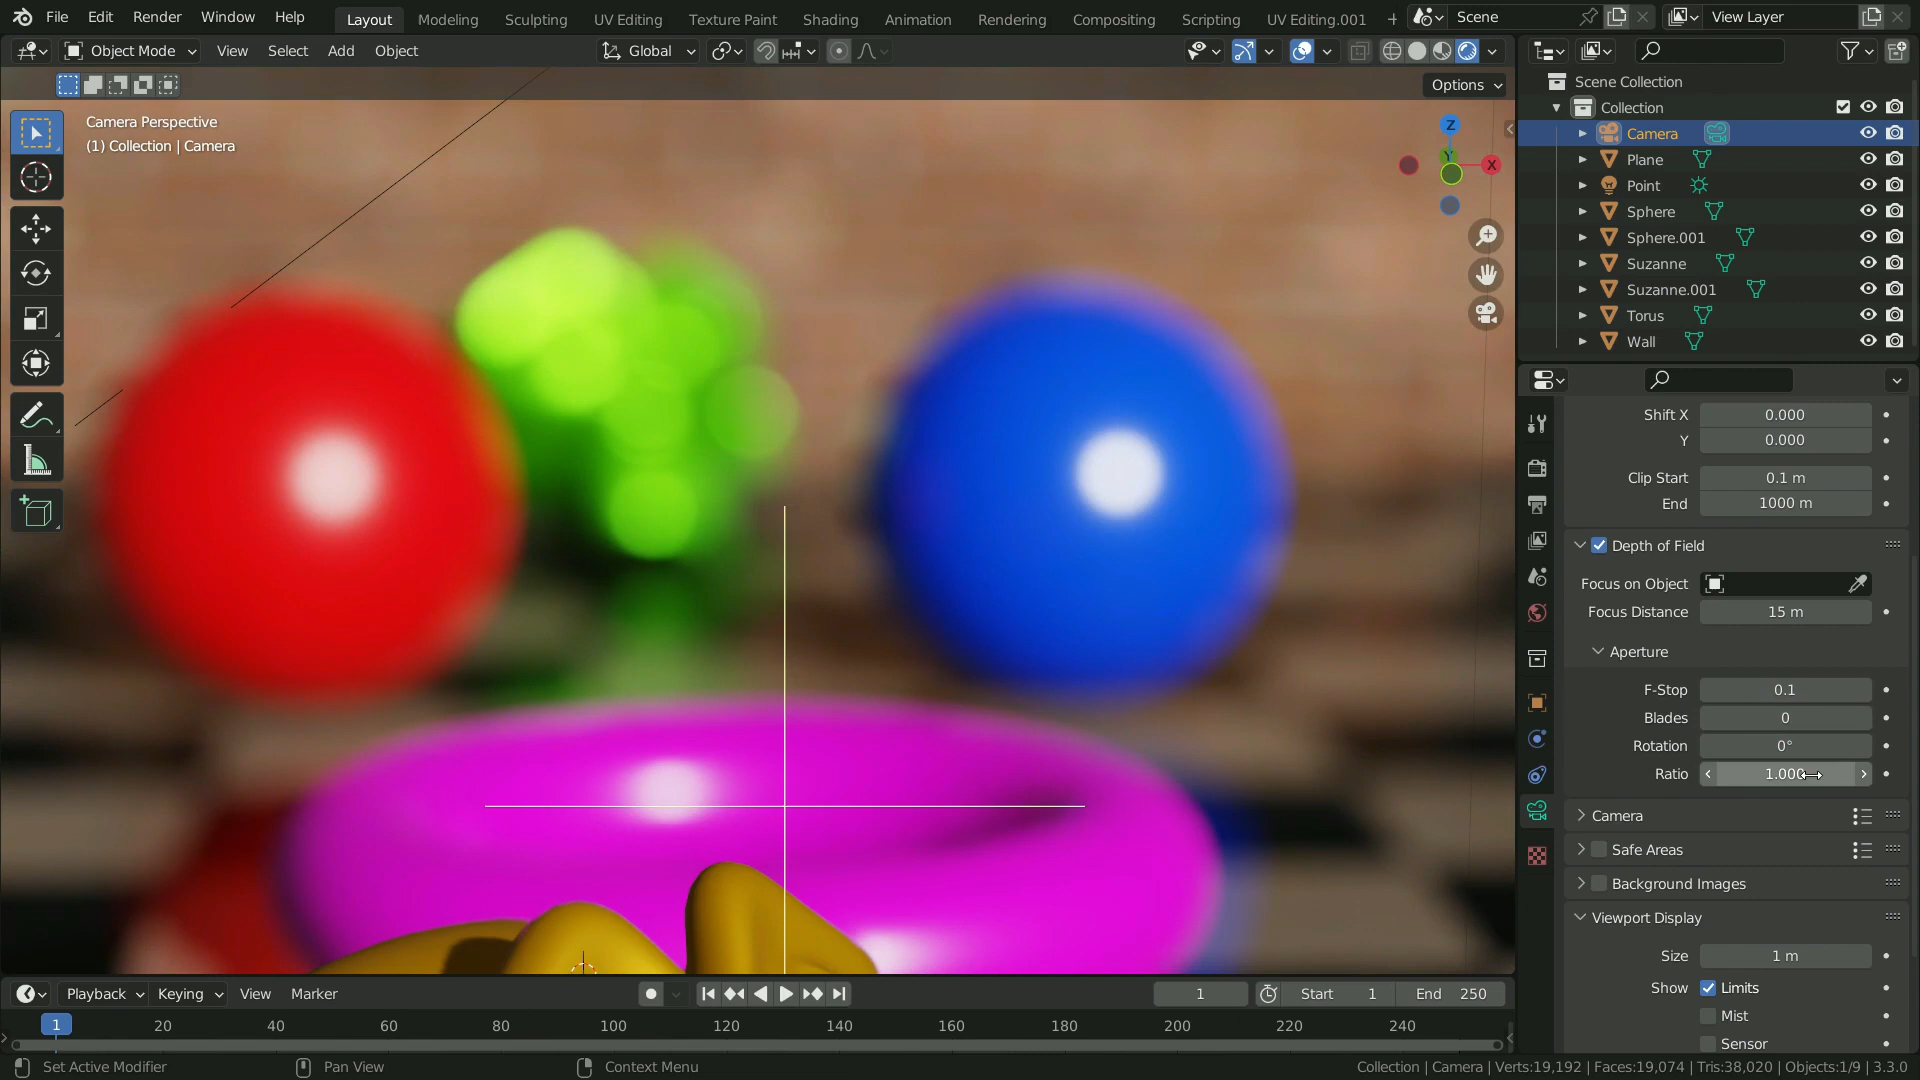 File Edit Render Window Help Layout Modeling Sculpting UV Editing Texture Paint Shading Animation Rendering Compositing Scripting UV Editing.001 + Scene View Layer
Object Mode View Select Add Object Global
Options
Camera Perspective
(1) Collection | Camera
Z
Y
X
Scene Collection
Collection
Camera
Plane
Point
Sphere
Sphere.001
Suzanne
Suzanne.001
Torus
Wall
Shift X 0.000
Y 0.000
Clip Start 0.1 m
End 1000 m
Depth of Field
Focus on Object
Focus Distance 15 m
Aperture
F-Stop 0.1
Blades 0
Rotation 0°
Ratio 1.000
Camera
Safe Areas
Background Images
Viewport Display
Size 1 m
Show Limits
Mist
Sensor
Playback Keying View Marker 1 Start 1 End 250
1 20 40 60 80 100 120 140 160 180 200 220 240
Set Active Modifier Pan View Context Menu Collection | Camera | Verts:19,192 | Faces:19,074 | Tris:38,020 | Objects:1/9 | 3.3.0